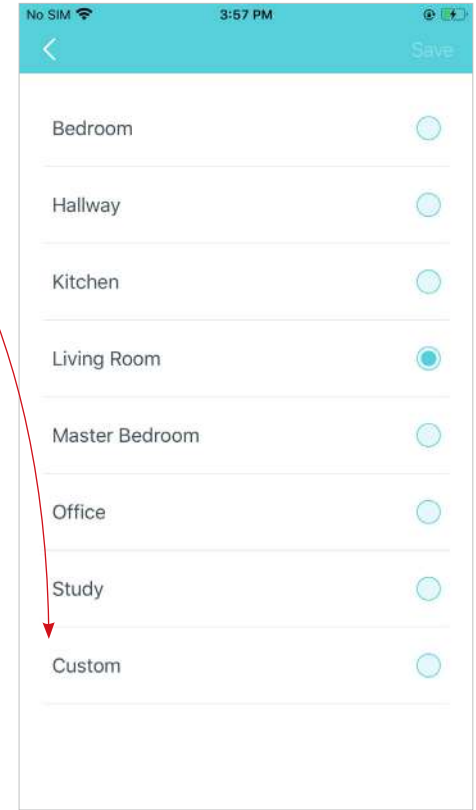 No SIM 3:57 PM
Save
Bedroom
Hallway
Kitchen
Living Room
Master Bedroom
Office
Study
Custom